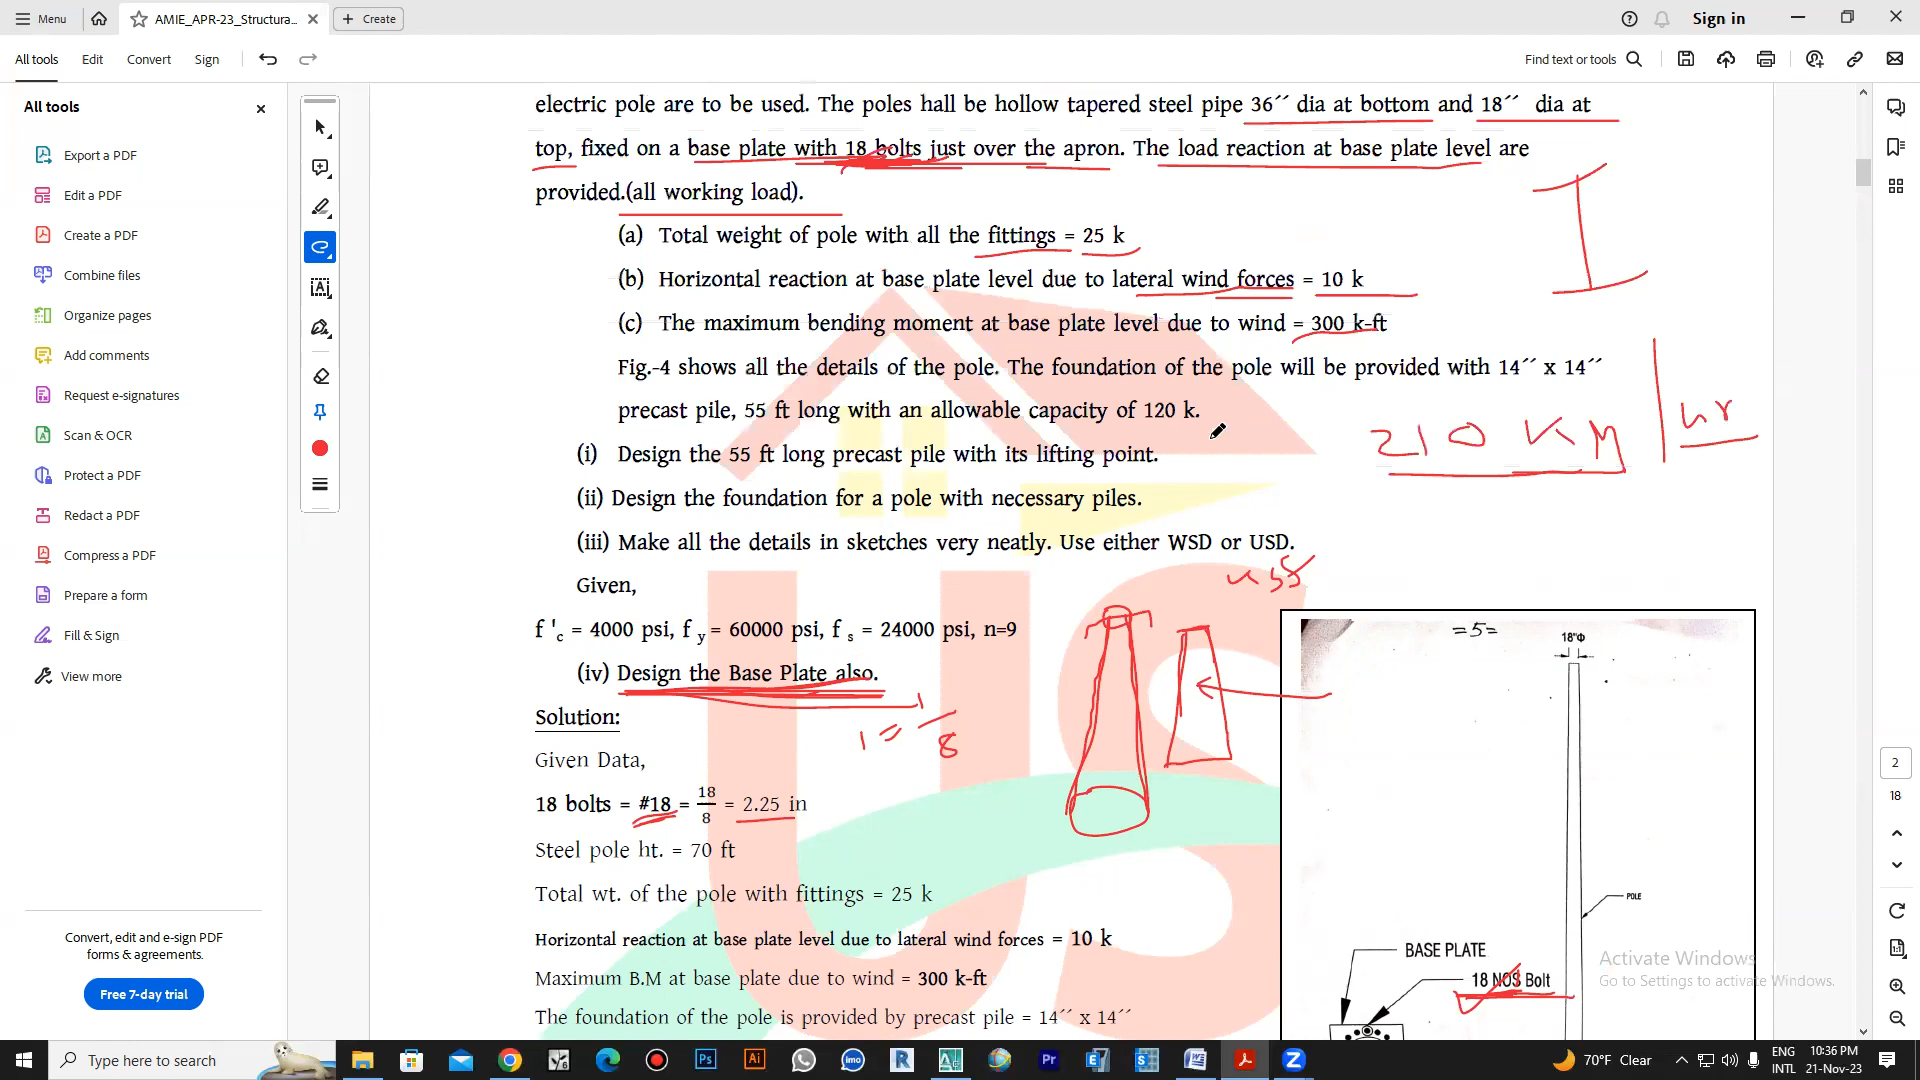 Menu
AMIE_APR-23_Structura...
Create
Sign in
All tools
Edit
Convert
Sign
Find text or tools
All tools
Export a PDF
Edit a PDF
Create a PDF
Combine files
Organize pages
Add comments
Request e-signatures
Scan & OCR
Protect a PDF
Redact a PDF
Compress a PDF
Prepare a form
Fill & Sign
View more
Convert, edit and e-sign PDF
forms & agreements.
Free 7-day trial
electric pole are to be used. The poles hall be hollow tapered steel pipe 36´´ dia at bottom and 18´´ dia at
top, fixed on a base plate with 18 bolts just over the apron. The load reaction at base plate level are
provided.(all working load).
(a) Total weight of pole with all the fittings = 25 k
(b) Horizontal reaction at base plate level due to lateral wind forces = 10 k
(c) The maximum bending moment at base plate level due to wind = 300 k-ft
Fig.-4 shows all the details of the pole. The foundation of the pole will be provided with 14´´ x 14´´
precast pile, 55 ft long with an allowable capacity of 120 k.
210 KM / hr
(i) Design the 55 ft long precast pile with its lifting point.
(ii) Design the foundation for a pole with necessary piles.
(iii) Make all the details in sketches very neatly. Use either WSD or USD.
Given,
f 'c = 4000 psi, f y = 60000 psi, f s = 24000 psi, n=9
(iv) Design the Base Plate also.
1 = 1/8
Solution:
Given Data,
18 bolts = #18 = 18/8 = 2.25 in
Steel pole ht. = 70 ft
Total wt. of the pole with fittings = 25 k
Horizontal reaction at base plate level due to lateral wind forces = 10 k
Maximum B.M at base plate due to wind = 300 k-ft
The foundation of the pole is provided by precast pile = 14´´ x 14´´
=5=
18"Φ
POLE
BASE PLATE
18 NOS Bolt
US
Activate Windows
Go to Settings to activate Windows.
2
18
Type here to search
70°F Clear
ENG
INTL
10:36 PM
21-Nov-23